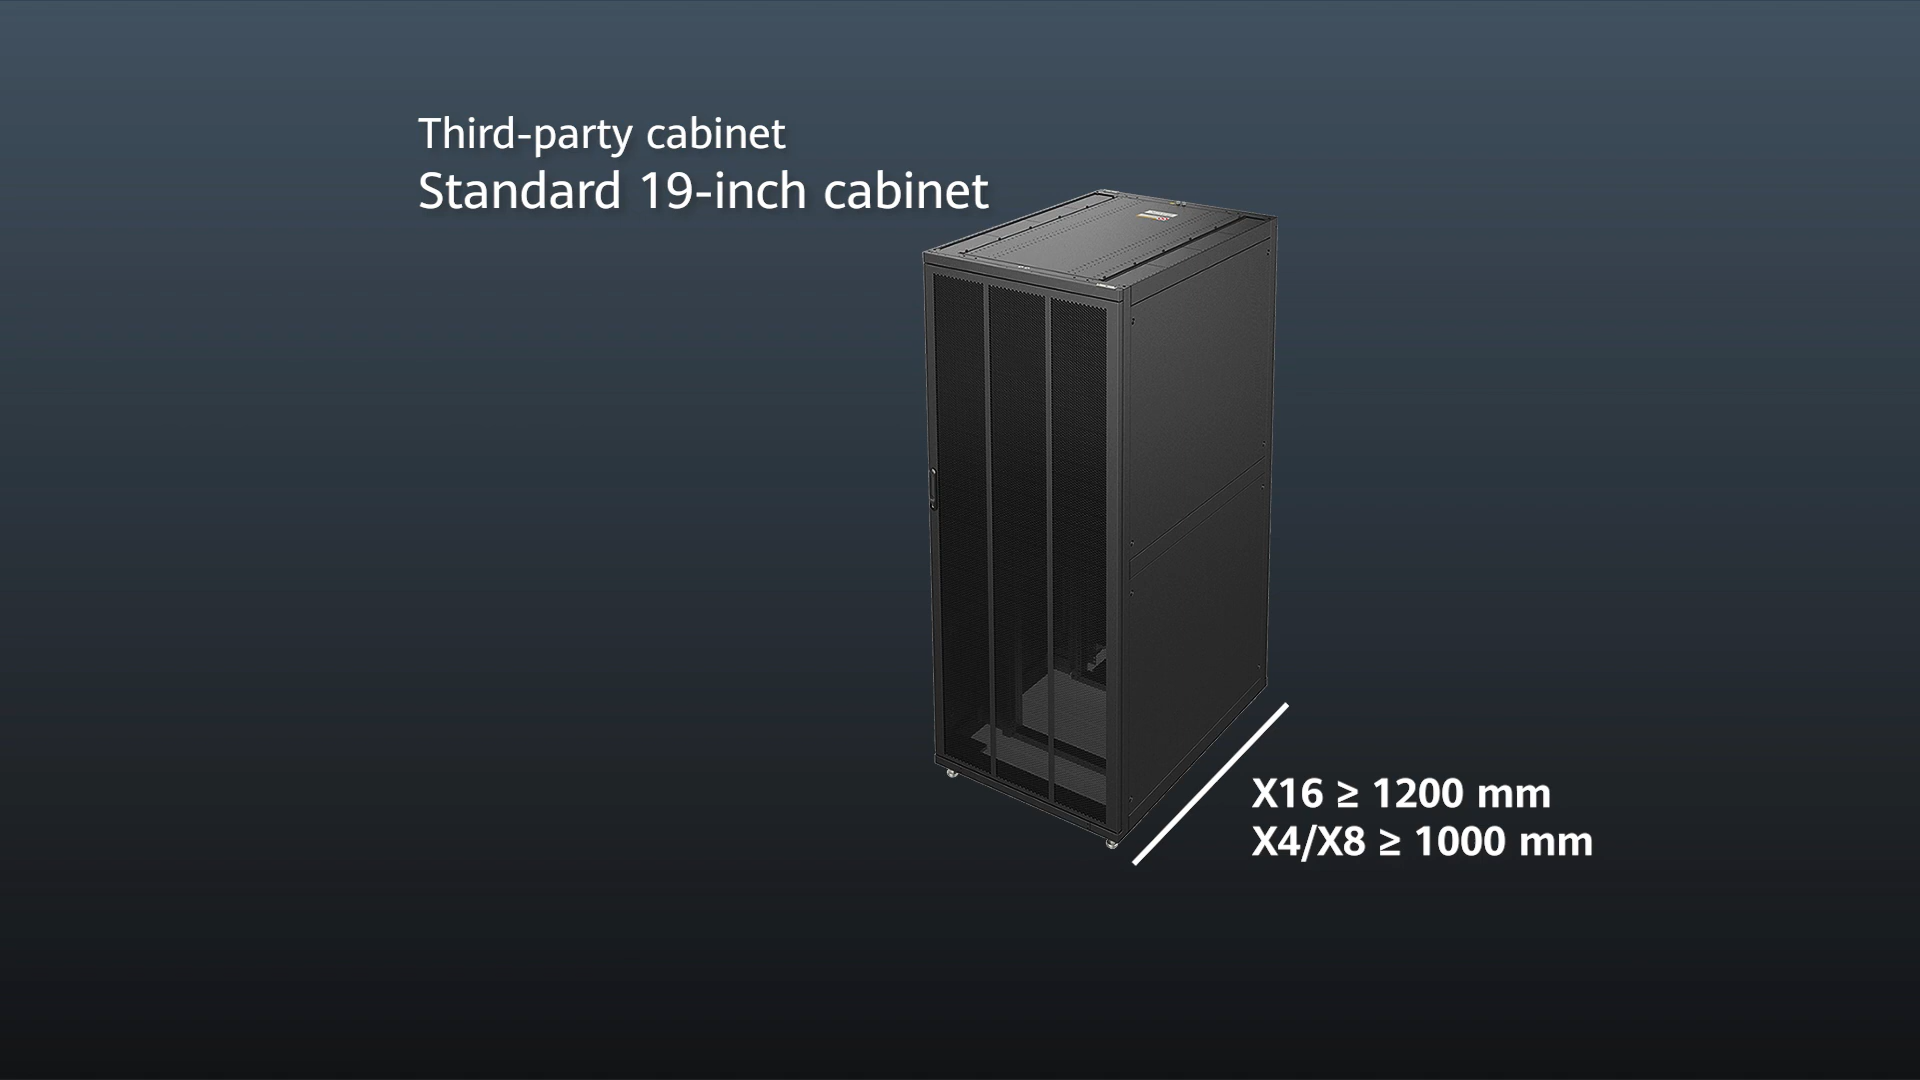 Third-party cabinet
Standard 19-inch cabinet
X16 ≥ 1200 mm
X4/X8 ≥ 1000 mm